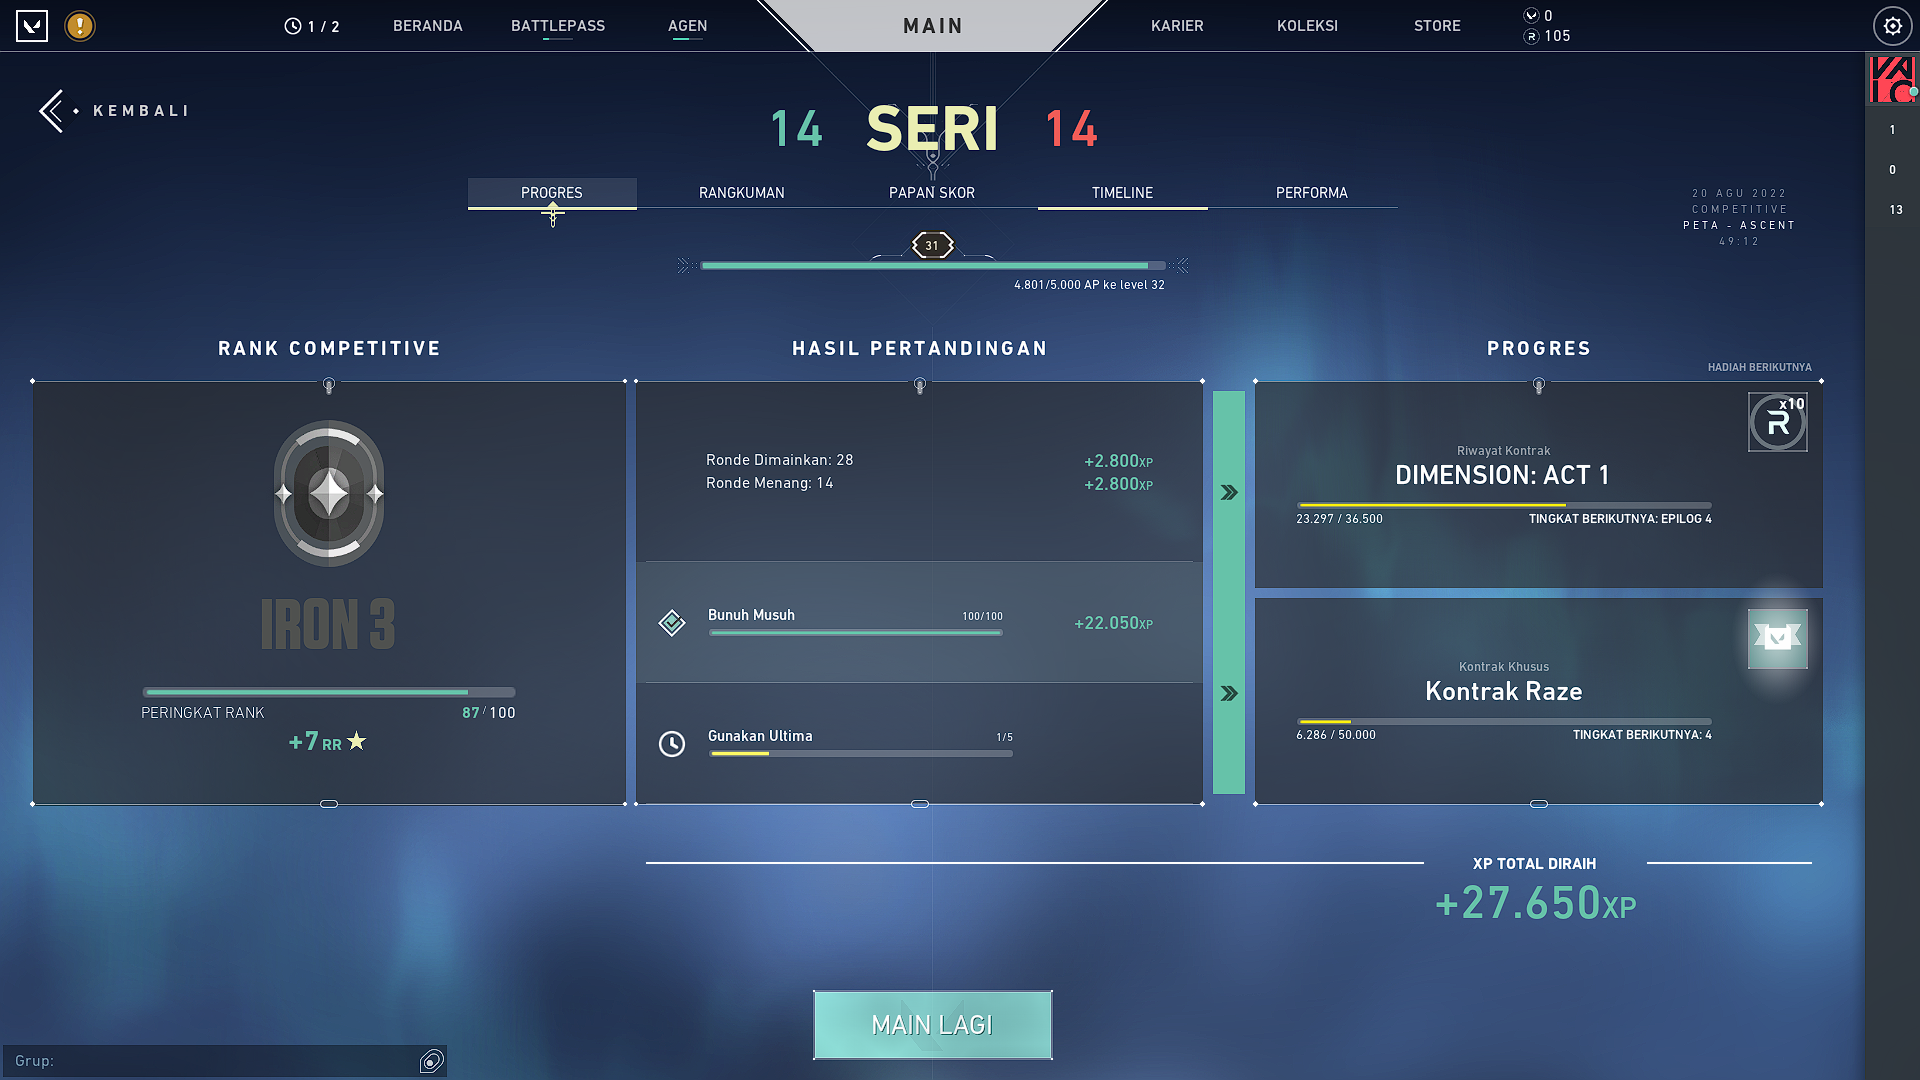 1 / 2
BERANDA
BATTLEPASS
AGEN
MAIN
KARIER
KOLEKSI
STORE
0
105
KEMBALI
14 SERI 14
PROGRES
RANGKUMAN
PAPAN SKOR
TIMELINE
PERFORMA
20 AGU 2022
COMPETITIVE
PETA - ASCENT
49:12
1
0
13
31
4.801/5.000 AP ke level 32
RANK COMPETITIVE
IRON 3
PERINGKAT RANK
87 / 100
+7 RR
HASIL PERTANDINGAN
Ronde Dimainkan: 28
+2.800XP
Ronde Menang: 14
+2.800XP
Bunuh Musuh
100/100
+22.050XP
Gunakan Ultima
1/5
PROGRES
HADIAH BERIKUTNYA
x10
Riwayat Kontrak
DIMENSION: ACT 1
23.297 / 36.500
TINGKAT BERIKUTNYA: EPILOG 4
Kontrak Khusus
Kontrak Raze
6.286 / 50.000
TINGKAT BERIKUTNYA: 4
XP TOTAL DIRAIH
+27.650XP
MAIN LAGI
Grup: